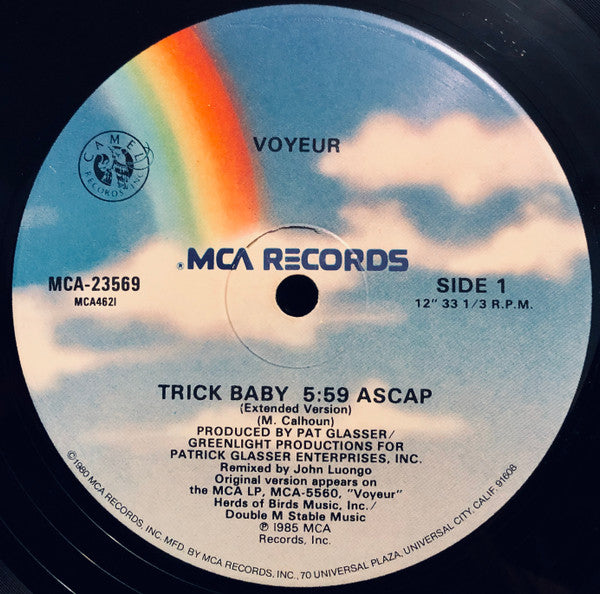 VOYEUR
CAMEL
RECORDS, INC.
®MCA RECORDS
MCA-23569
MCA4621
SIDE 1
12" 33 1/3 R.P.M.
TRICK BABY 5:59 ASCAP
(Extended Version)
(M. Calhoun)
PRODUCED BY PAT GLASSER/
GREENLIGHT PRODUCTIONS FOR
PATRICK GLASSER ENTERPRISES, INC.
Remixed by John Luongo
Original version appears on
the MCA LP, MCA-5560, "Voyeur"
Herds of Birds Music, Inc./
Double M Stable Music
℗ 1985 MCA
Records, Inc.
©1980 MCA RECORDS, INC. MFD. BY MCA RECORDS, INC., 70 UNIVERSAL PLAZA, UNIVERSAL CITY, CALIF. 91608